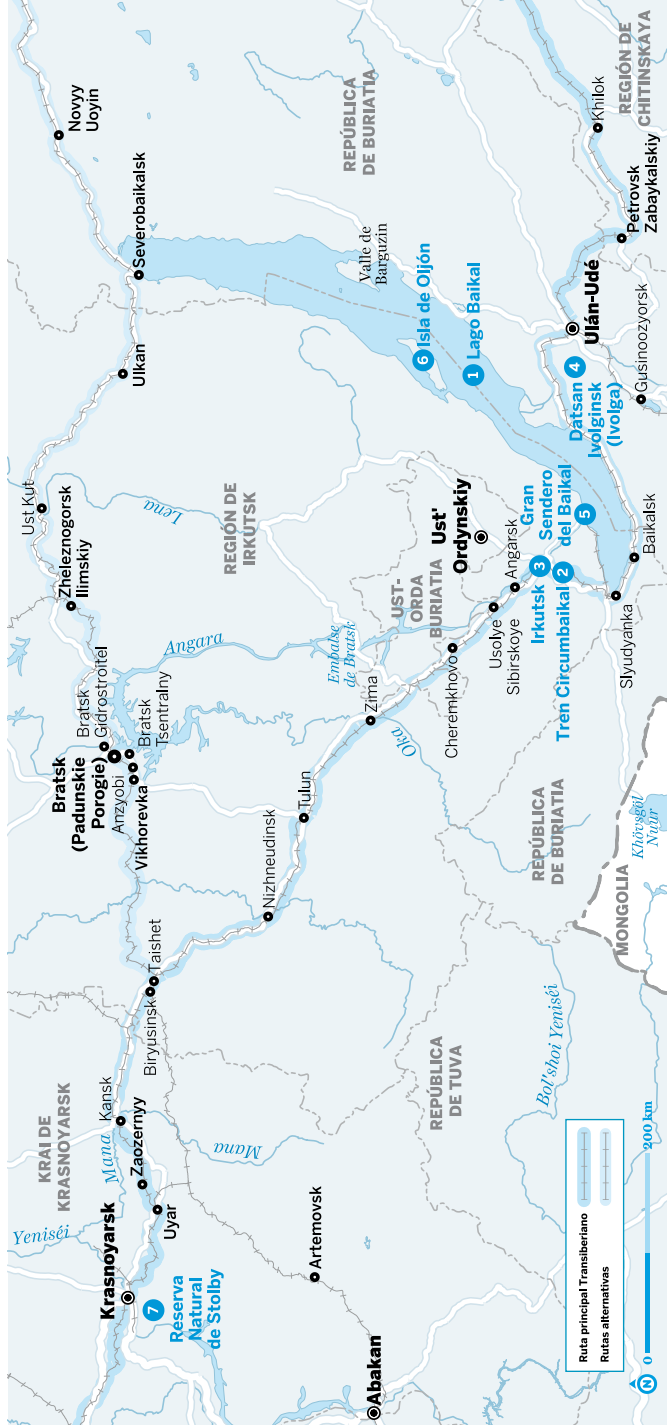 KRAI DE
KRASNOYARSK
Yeniséi
Krasnoyarsk
7
Reserva
Natural
de Stolby
Mana
Kansk
Zaozernyy
Uyar
Mana
Artemovsk
Abakan
Biryusinsk
Taishet
Nizhneudinsk
Tulun
REPÚBLICA
DE TUVA
Bol'shoi Yeniséi
Bratsk
(Padunskie
Porogie)
Anzyobi
Vikhorevka
Bratsk
Gidrostroitel
Bratsk
Tsentralny
Angara
Embalse
de Bratsk
Zima
Oka
Cheremkhovo
REPÚBLICA
DE BURIATIA
MONGOLIA
Khövsgöl
Nuur
Zheleznogorsk
Ilimskiy
Ust Kut
Lena
REGIÓN DE
IRKUTSK
UST-
ORDA
BURIATIA
Ust'
Ordynskiy
Usolye
Sibirskoye
Angarsk
Irkutsk 3
Tren Circumbaikal 2
Gran
Sendero
del Baikal
5
Slyudyanka
Baikalsk
Ulkan
Severobaikalsk
Novyy
Uoyin
REPÚBLICA
DE BURIATIA
Valle de
Barguzin
6 Isla de Oljón
1 Lago Baikal
Datsan 4
Ivolginsk
(Ivolga)
Ulán-Udé
Gusinoozyorsk
Petrovsk
Zabaykalskiy
Khilok
REGIÓN DE
CHITINSKAYA
Ruta principal Transiberiano
Rutas alternativas
N
0
200 km